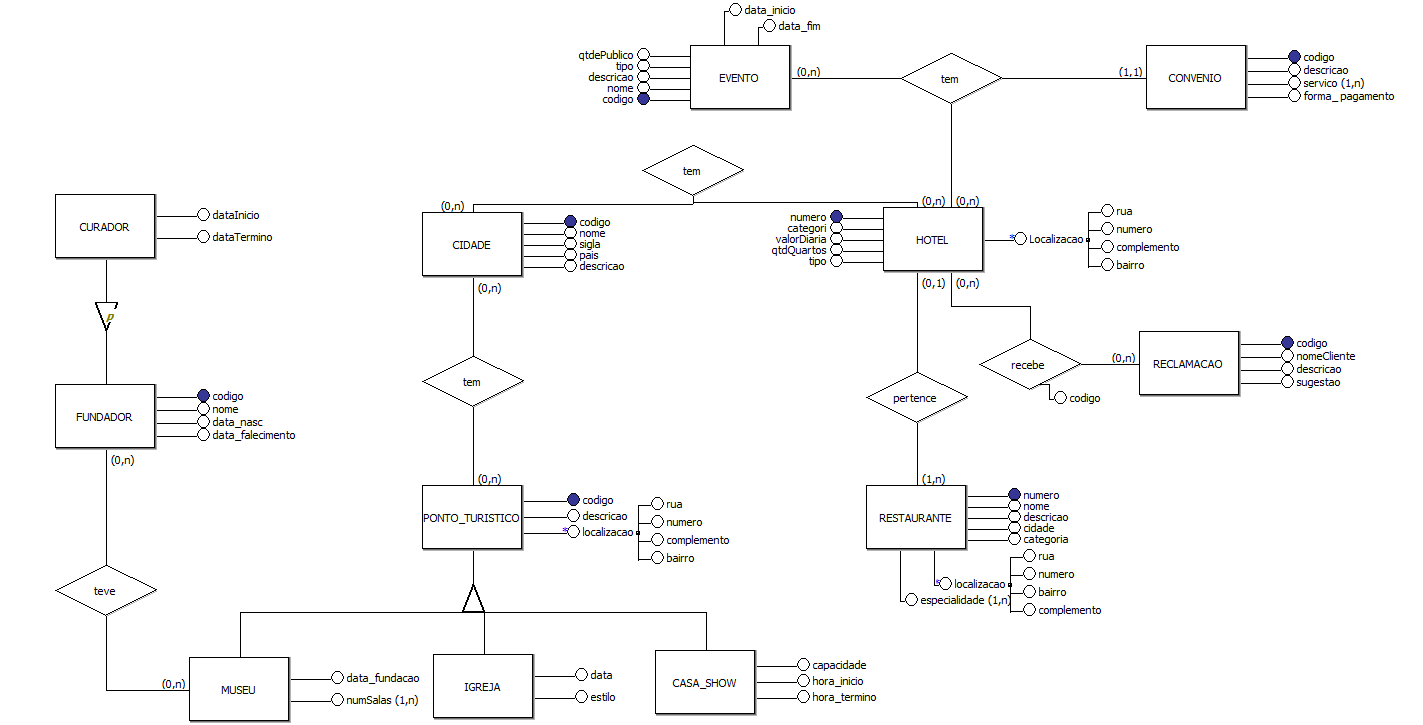 data_inicio
data_fim
qtdePublico
tipo
descricao
nome
codigo
EVENTO
(0,n)
tem
(1,1)
CONVENIO
codigo
descricao
servico (1,n)
forma_ pagamento
tem
(0,n)
(0,n)
(0,n)
CURADOR
dataInicio
dataTermino
CIDADE
codigo
nome
sigla
pais
descricao
(0,n)
numero
categori
valorDiaria
qtdQuartos
tipo
HOTEL
* Localizacao
rua
numero
complemento
bairro
(0,1)
(0,n)
p
tem
recebe
codigo
(0,n)
RECLAMACAO
codigo
nomeCliente
descricao
sugestao
pertence
FUNDADOR
codigo
nome
data_nasc
data_falecimento
(0,n)
(0,n)
PONTO_TURISTICO
codigo
descricao
* localizacao
rua
numero
complemento
bairro
(1,n)
RESTAURANTE
numero
nome
descricao
cidade
categoria
* localizacao
especialidade (1,n)
rua
numero
bairro
complemento
teve
(0,n)
MUSEU
data_fundacao
numSalas (1,n)
IGREJA
data
estilo
CASA_SHOW
capacidade
hora_inicio
hora_termino